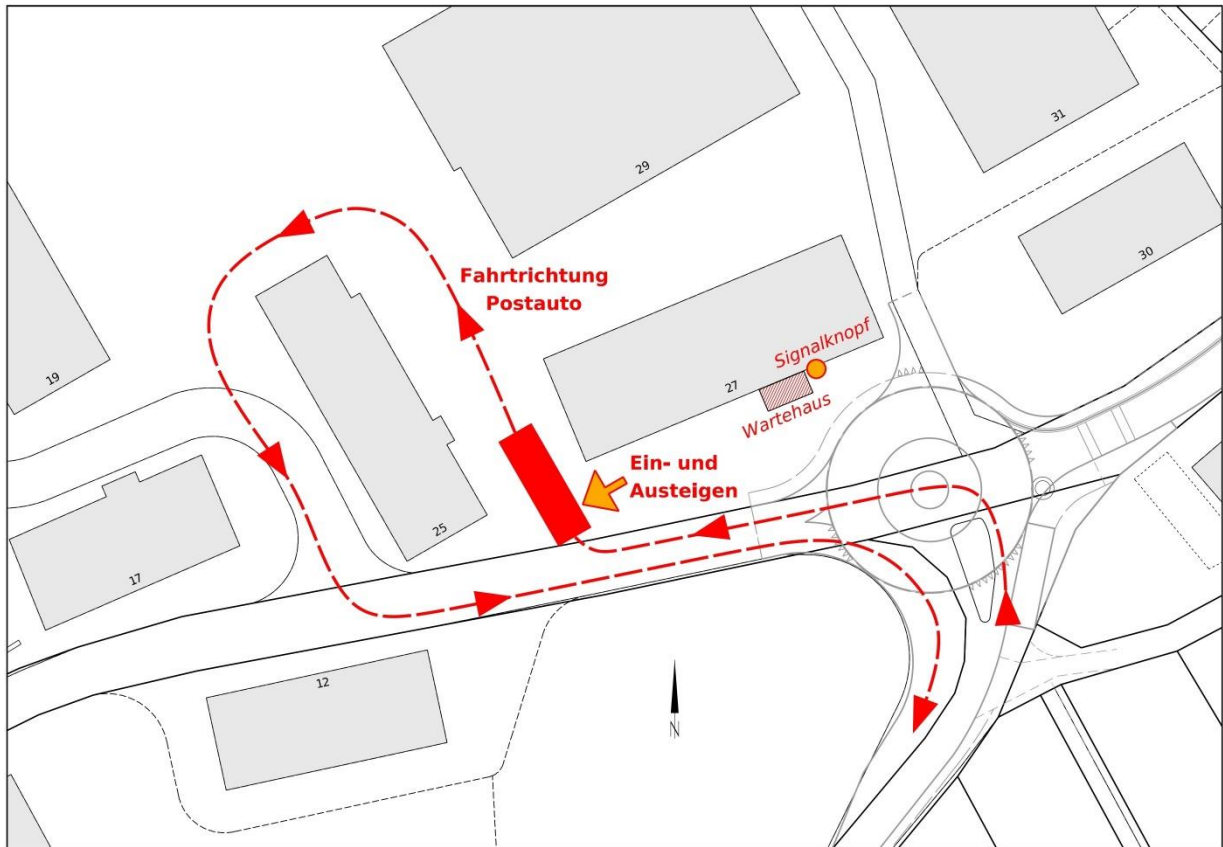 31
29
30
Fahrtrichtung
Postauto
Signalknopf
27
Wartehaus
19
Ein- und
Austeigen
25
17
12
N